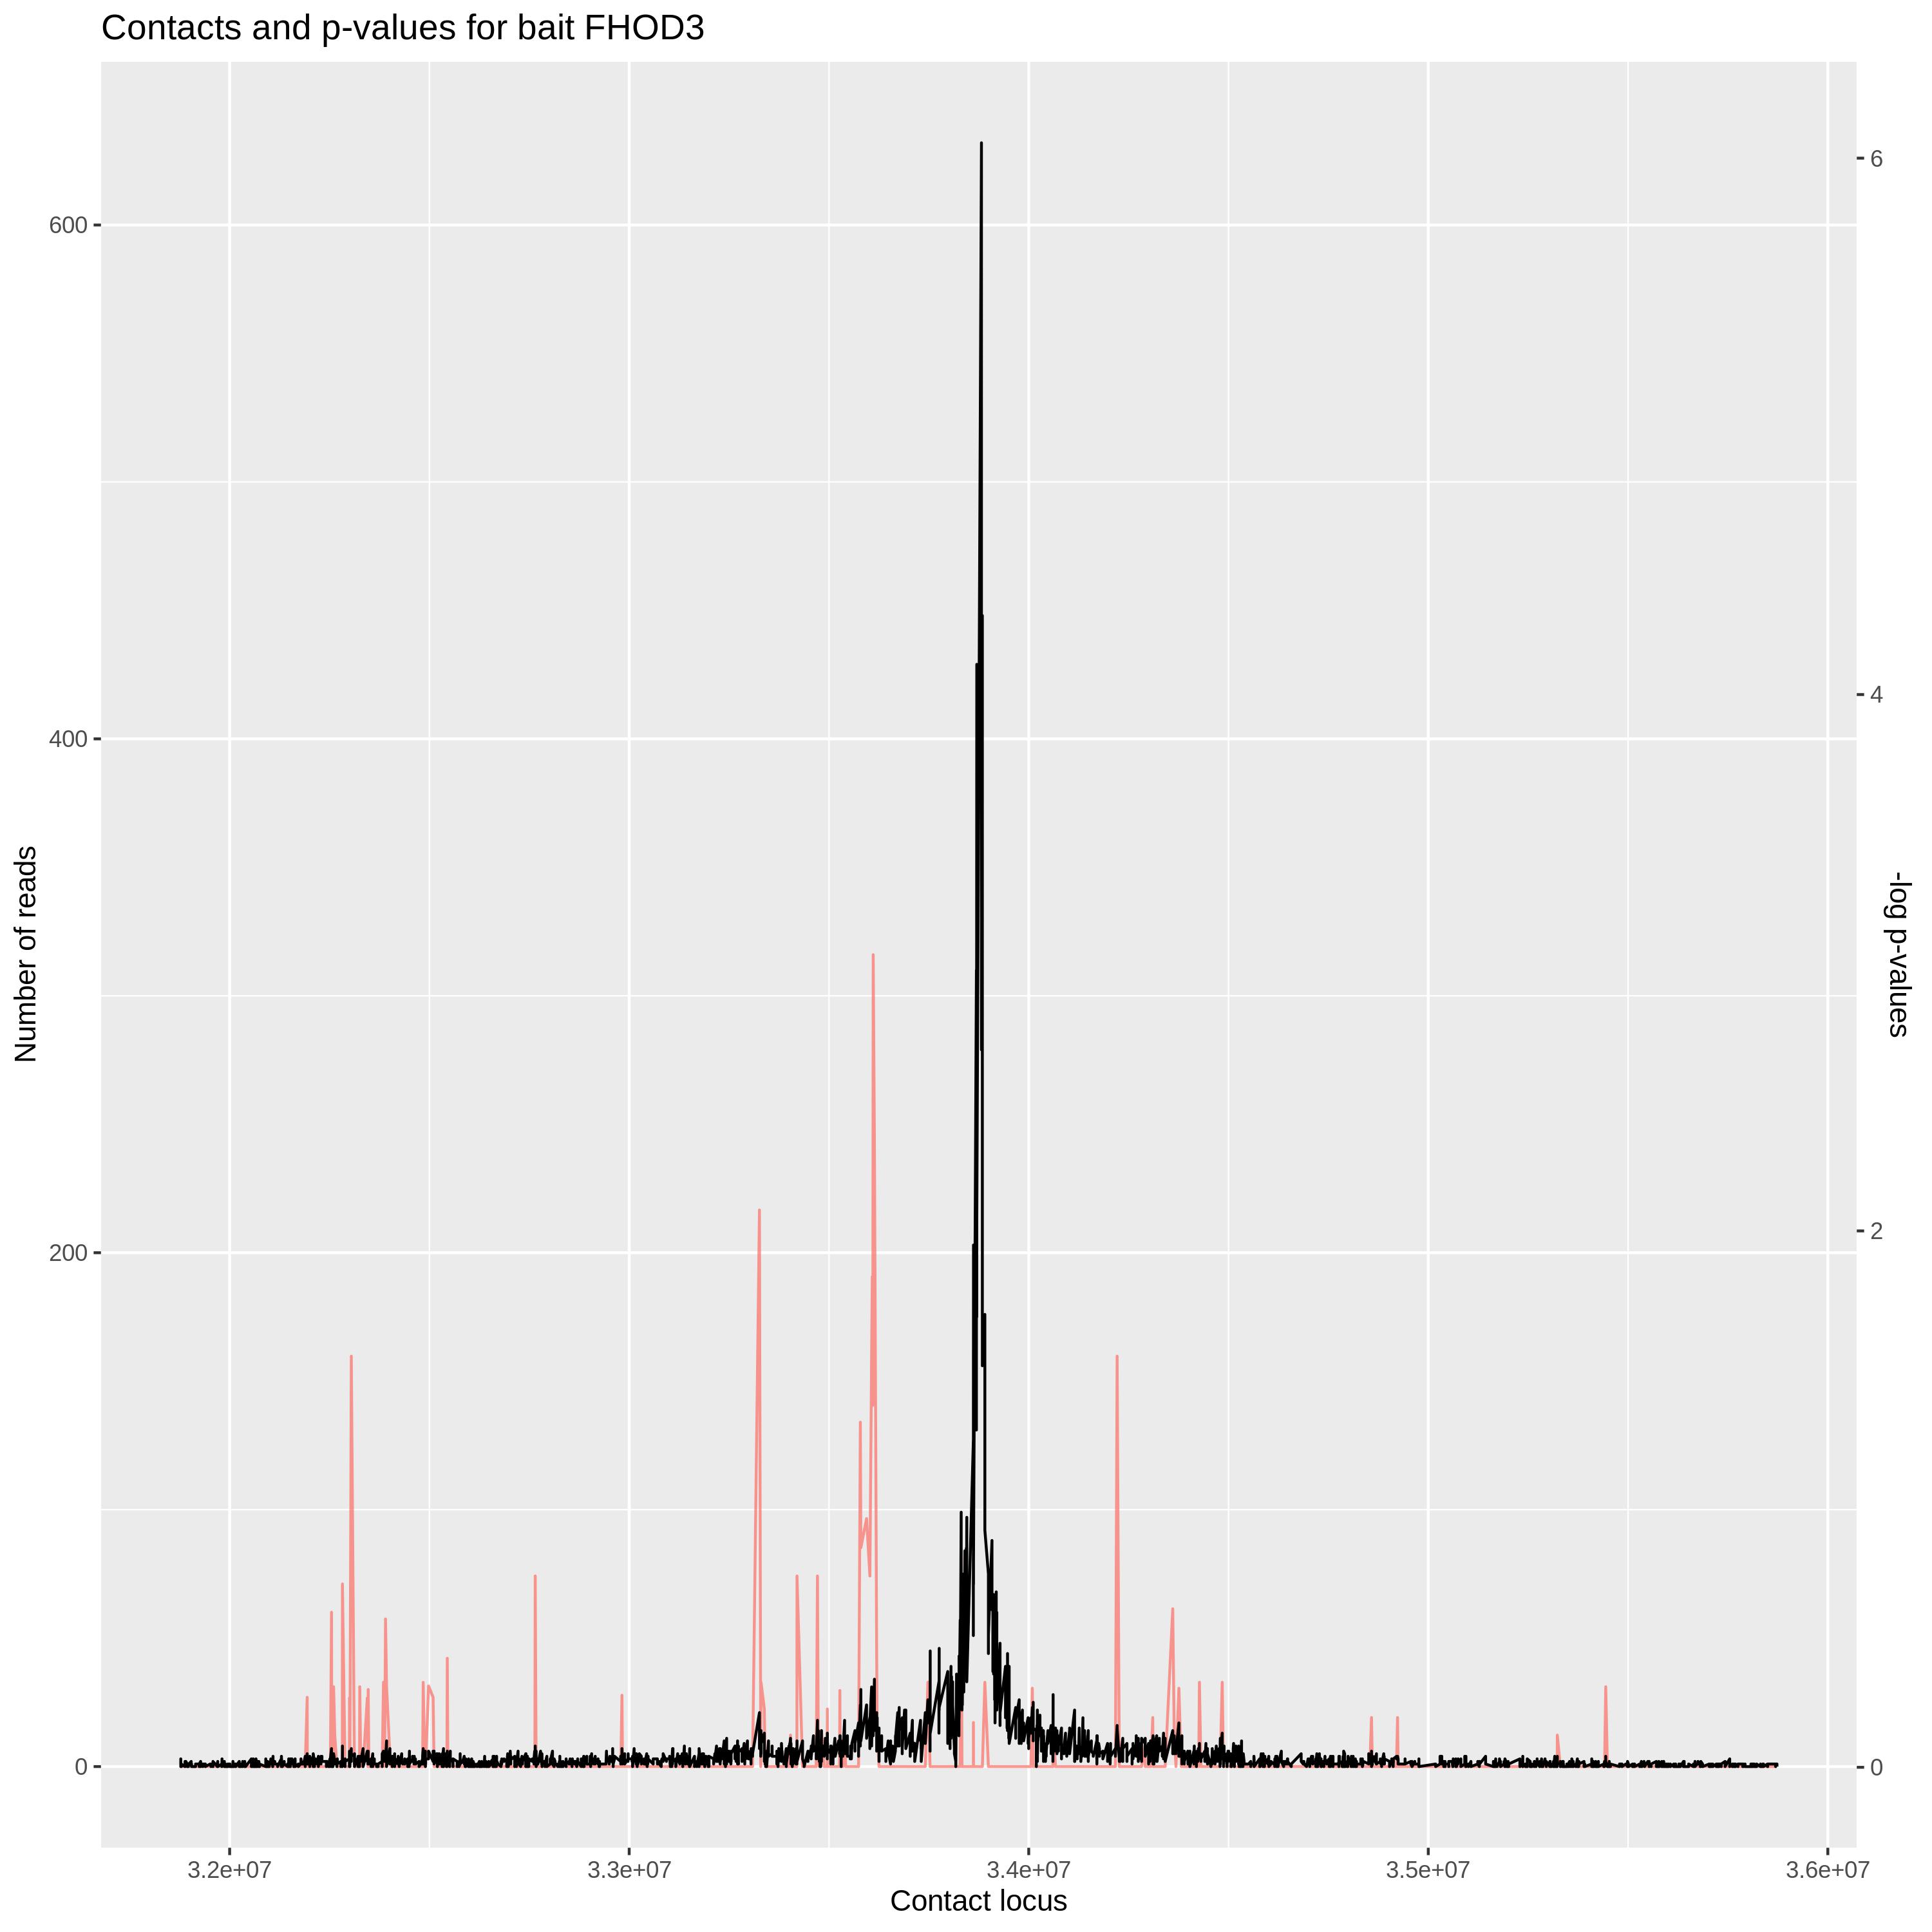 Contacts and p-values for bait FHOD3
600
400
200
0
Number of reads
6
4
2
0
-log p-values
3.2e+07
3.3e+07
3.4e+07
3.5e+07
3.6e+07
Contact locus